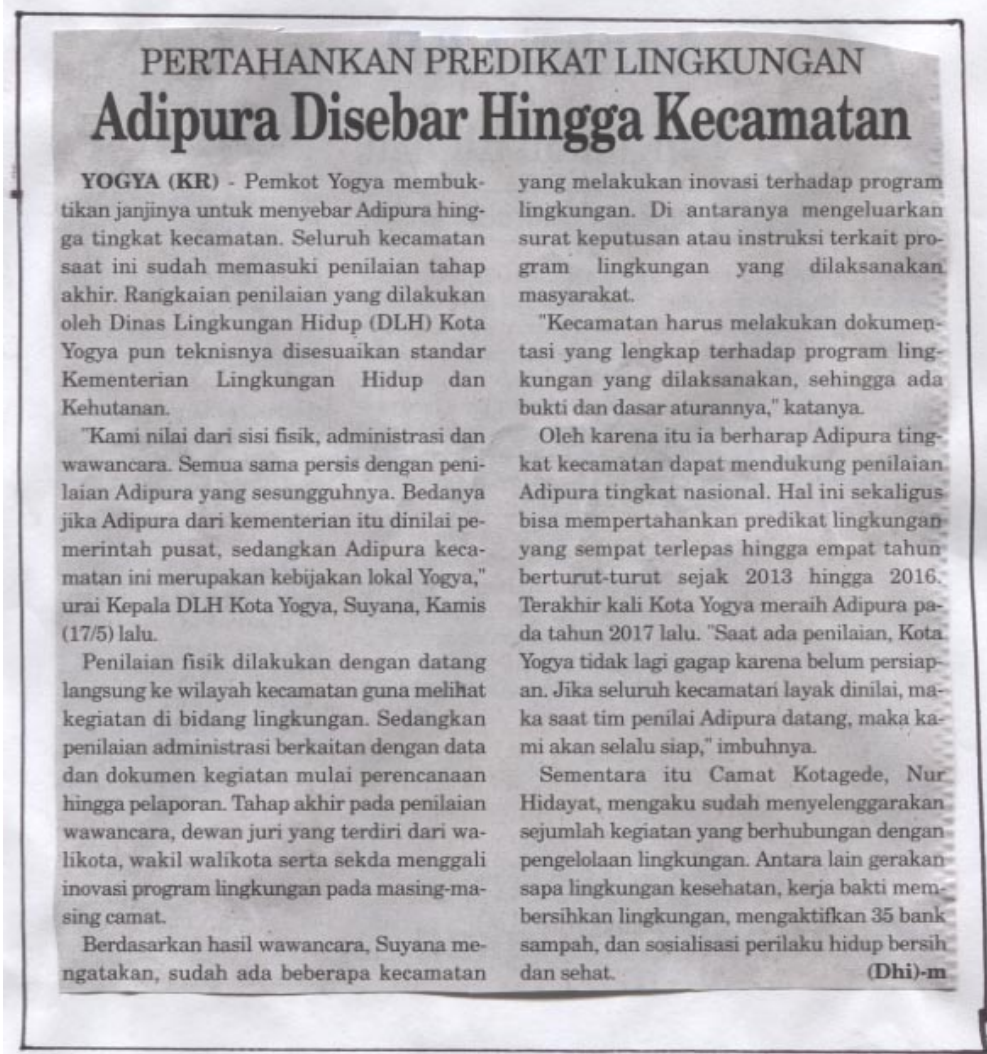 PERTAHANKAN PREDIKAT LINGKUNGAN
Adipura Disebar Hingga Kecamatan
YOGYA (KR) - Pemkot Yogya membuk-
tikan janjinya untuk menyebar Adipura hing-
ga tingkat kecamatan. Seluruh kecamatan
saat ini sudah memasuki penilaian tahap
akhir. Rangkaian penilaian yang dilakukan
oleh Dinas Lingkungan Hidup (DLH) Kota
Yogya pun teknisnya disesuaikan standar
Kementerian Lingkungan Hidup dan
Kehutanan.
"Kami nilai dari sisi fisik, administrasi dan
wawancara. Semua sama persis dengan peni-
laian Adipura yang sesungguhnya. Bedanya
jika Adipura dari kementerian itu dinilai pe-
merintah pusat, sedangkan Adipura keca-
matan ini merupakan kebijakan lokal Yogya,"
urai Kepala DLH Kota Yogya, Suyana, Kamis
(17/5) lalu.
Penilaian fisik dilakukan dengan datang
langsung ke wilayah kecamatan guna melihat
kegiatan di bidang lingkungan. Sedangkan
penilaian administrasi berkaitan dengan data
dan dokumen kegiatan mulai perencanaan
hingga pelaporan. Tahap akhir pada penilaian
wawancara, dewan juri yang terdiri dari wa-
likota, wakil walikota serta sekda menggali
inovasi program lingkungan pada masing-ma-
sing camat.
Berdasarkan hasil wawancara, Suyana me-
ngatakan, sudah ada beberapa kecamatan
yang melakukan inovasi terhadap program
lingkungan. Di antaranya mengeluarkan
surat keputusan atau instruksi terkait pro-
gram lingkungan yang dilaksanakan
masyarakat.
"Kecamatan harus melakukan dokumen-
tasi yang lengkap terhadap program ling-
kungan yang dilaksanakan, sehingga ada
bukti dan dasar aturannya," katanya.
Oleh karena itu ia berharap Adipura ting-
kat kecamatan dapat mendukung penilaian
Adipura tingkat nasional. Hal ini sekaligus
bisa mempertahankan predikat lingkungan
yang sempat terlepas hingga empat tahun
berturut-turut sejak 2013 hingga 2016.
Terakhir kali Kota Yogya meraih Adipura pa-
da tahun 2017 lalu. "Saat ada penilaian, Kota
Yogya tidak lagi gagap karena belum persiap-
an. Jika seluruh kecamatan layak dinilai, ma-
ka saat tim penilai Adipura datang, maka ka-
mi akan selalu siap," imbuhnya.
Sementara itu Camat Kotagede, Nur
Hidayat, mengaku sudah menyelenggarakan
sejumlah kegiatan yang berhubungan dengan
pengelolaan lingkungan. Antara lain gerakan
sapa lingkungan kesehatan, kerja bakti mem-
bersihkan lingkungan, mengaktifkan 35 bank
sampah, dan sosialisasi perilaku hidup bersih
dan sehat. (Dhi)-m